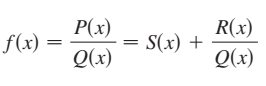 f(x) = P(x)/Q(x) = S(x) + R(x)/Q(x)